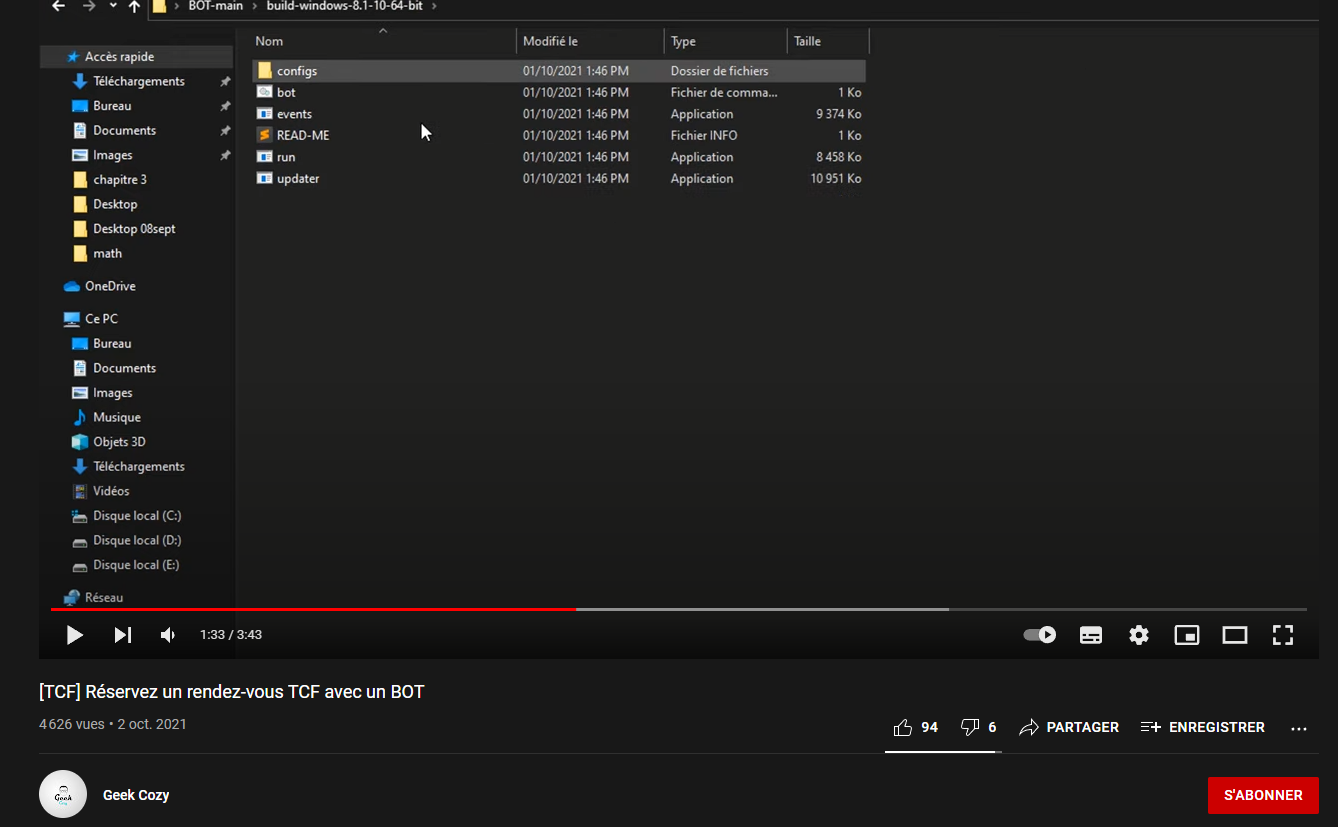 BOT-main › build-windows-8.1-10-64-bit ›
Nom Modifié le Type Taille
Accès rapide
configs 01/10/2021 1:46 PM Dossier de fichiers
Téléchargements
bot 01/10/2021 1:46 PM Fichier de comma... 1 Ko
Bureau
events 01/10/2021 1:46 PM Application 9 374 Ko
Documents
READ-ME 01/10/2021 1:46 PM Fichier INFO 1 Ko
Images
run 01/10/2021 1:46 PM Application 8 458 Ko
chapitre 3
updater 01/10/2021 1:46 PM Application 10 951 Ko
Desktop
Desktop 08sept
math
OneDrive
Ce PC
Bureau
Documents
Images
Musique
Objets 3D
Téléchargements
Vidéos
Disque local (C:)
Disque local (D:)
Disque local (E:)
Réseau
1:33 / 3:43
[TCF] Réservez un rendez-vous TCF avec un BOT
4 626 vues • 2 oct. 2021
94 6 PARTAGER ENREGISTRER ...
Geek Cozy
S'ABONNER